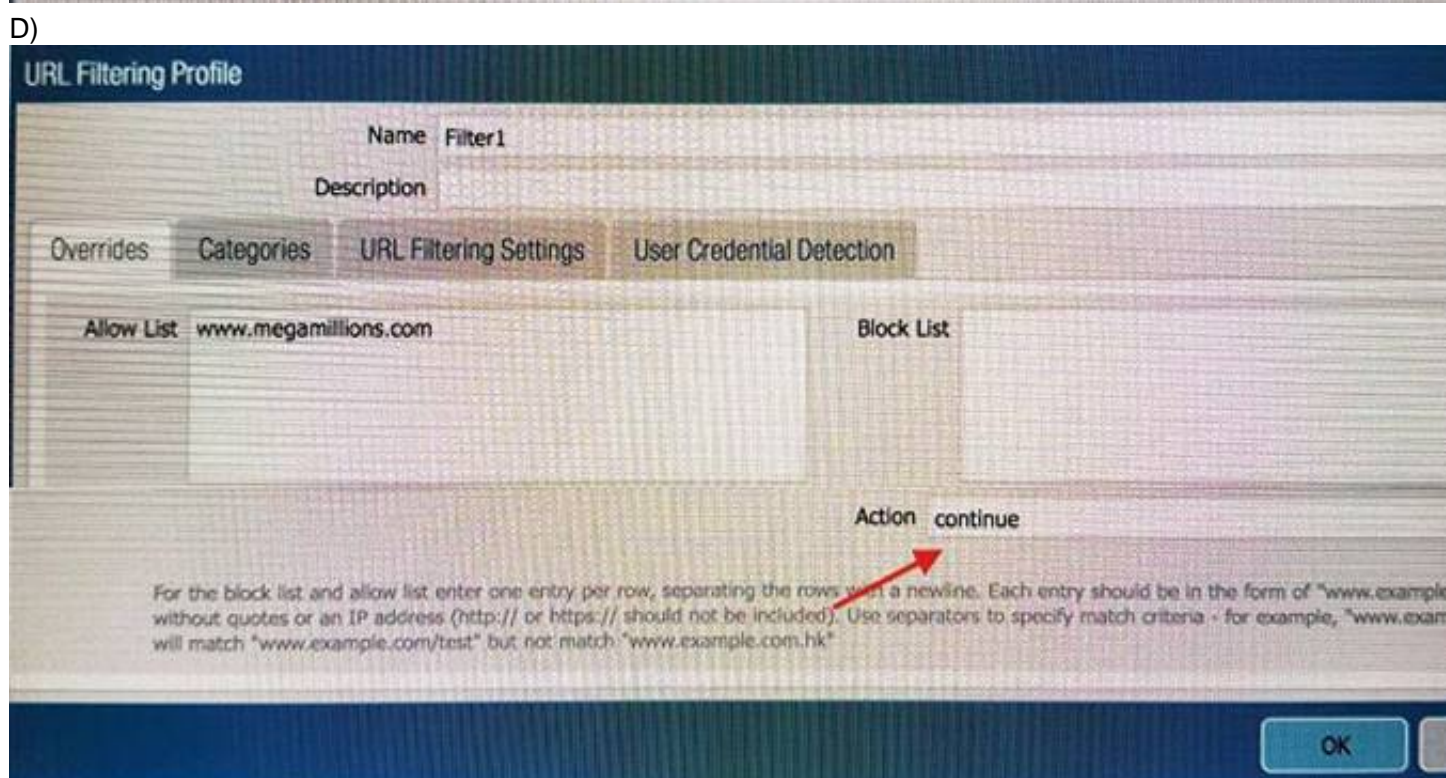 D)
URL Filtering Profile
Name Filter1
Description
Overrides Categories URL Filtering Settings User Credential Detection
Allow List www.megamillions.com Block List
Action continue
For the block list and allow list enter one entry per row, separating the rows with a newline. Each entry should be in the form of "www.example
without quotes or an IP address (http:// or https:// should not be included). Use separators to specify match criteria - for example, "www.exam
will match "www.example.com/test" but not match "www.example.com.hk"
OK